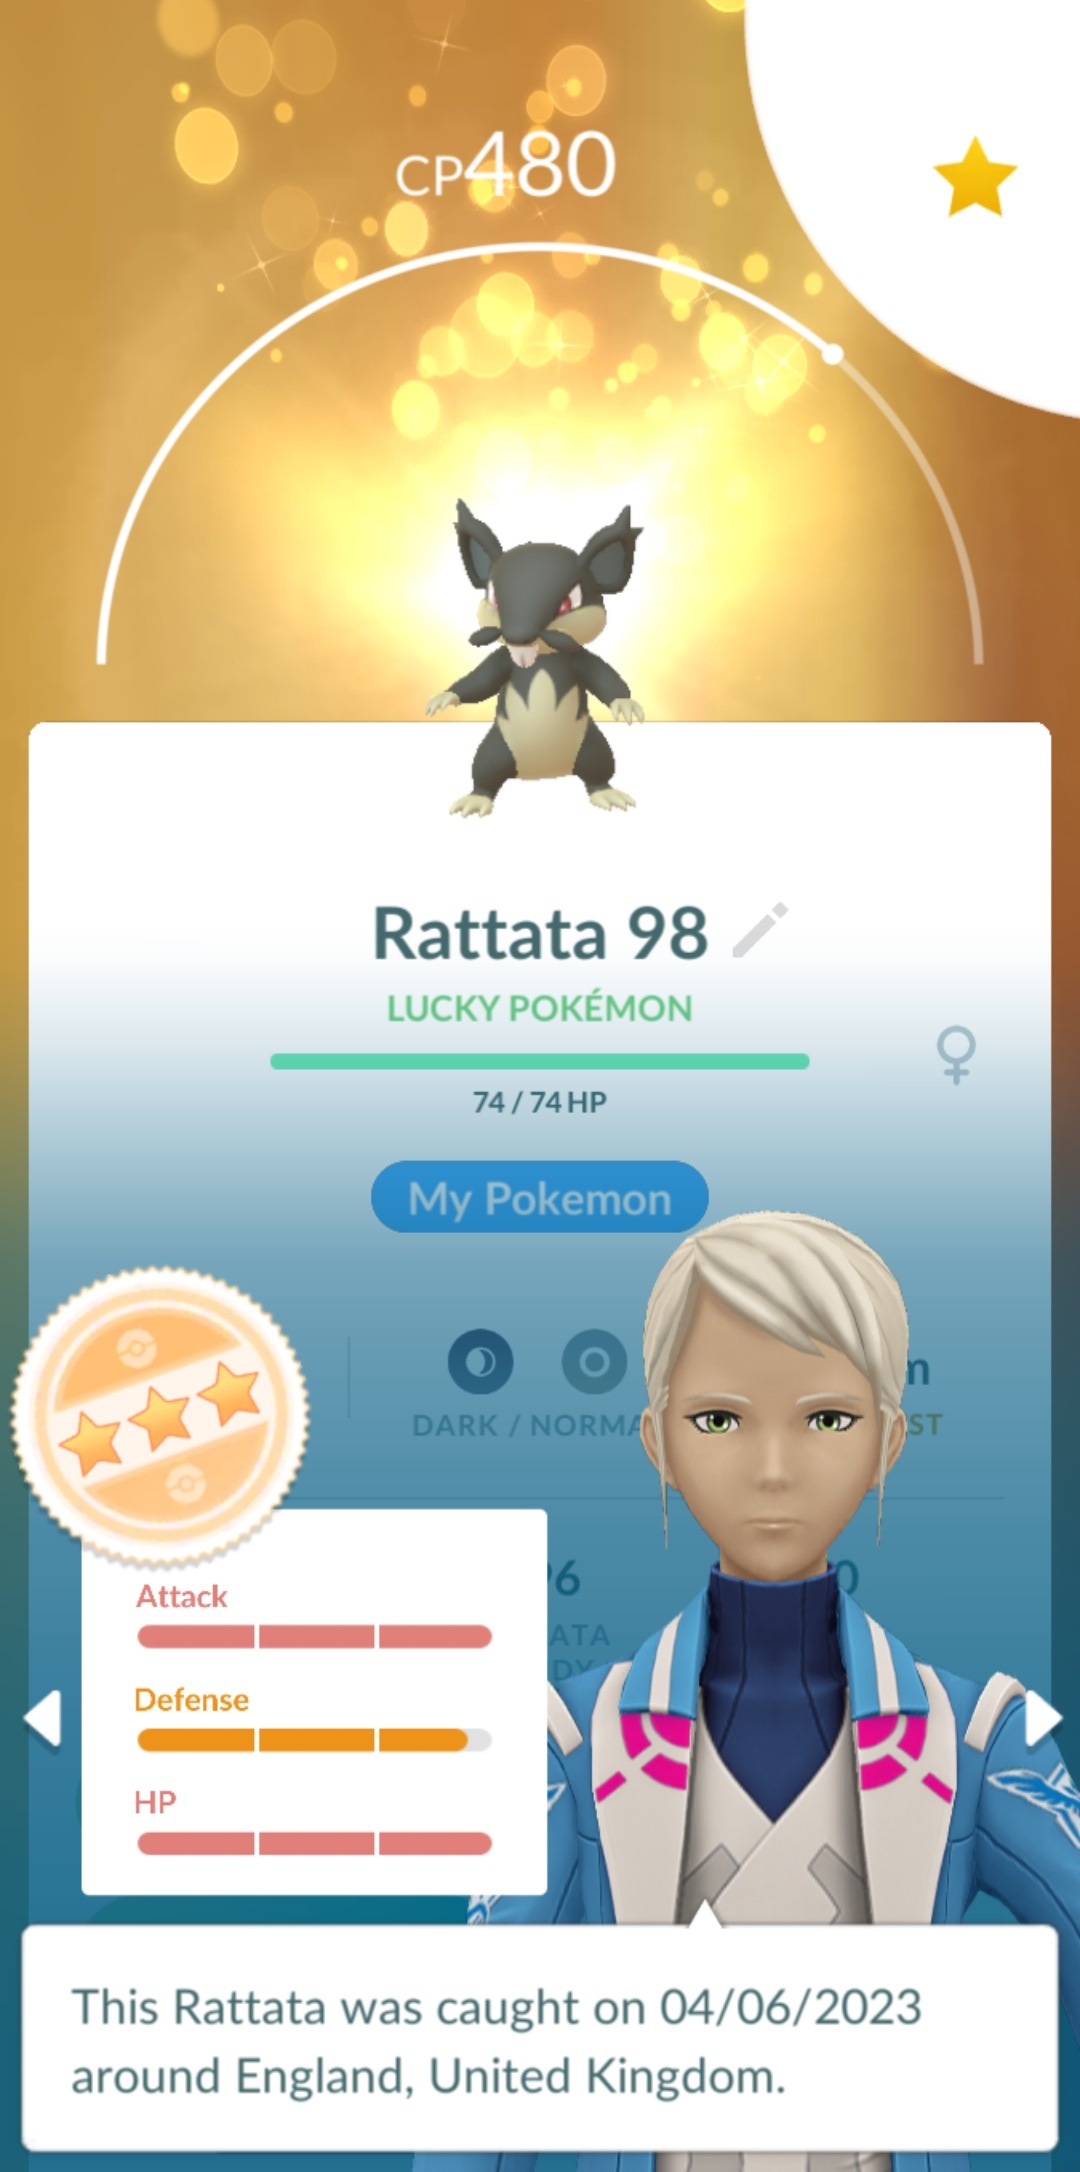 CP480
Rattata 98
LUCKY POKÉMON
74 / 74 HP
My Pokemon
DARK /
Attack
Defense
HP
This Rattata was caught on 04/06/2023
around England, United Kingdom.